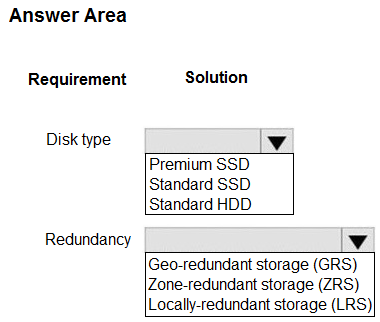 Answer Area
Requirement Solution
Disk type
Premium SSD
Standard SSD
Standard HDD
Redundancy
Geo-redundant storage (GRS)
Zone-redundant storage (ZRS)
Locally-redundant storage (LRS)